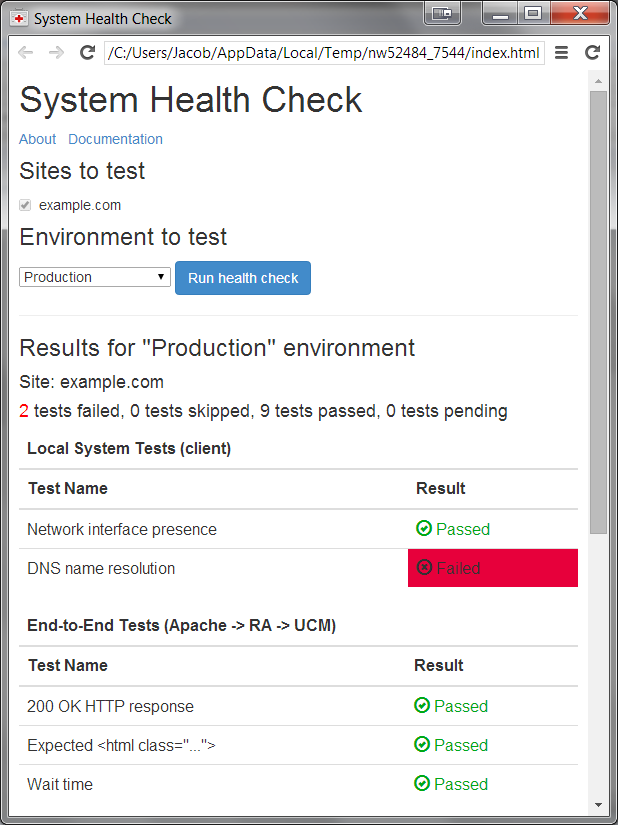 System Health Check
/C:/Users/Jacob/AppData/Local/Temp/nw52484_7544/index.html
System Health Check
About Documentation
Sites to test
example.com
Environment to test
Production Run health check
Results for "Production" environment
Site: example.com
2 tests failed, 0 tests skipped, 9 tests passed, 0 tests pending
Local System Tests (client)
Test Name Result
Network interface presence Passed
DNS name resolution Failed
End-to-End Tests (Apache -> RA -> UCM)
Test Name Result
200 OK HTTP response Passed
Expected <html class="..."> Passed
Wait time Passed